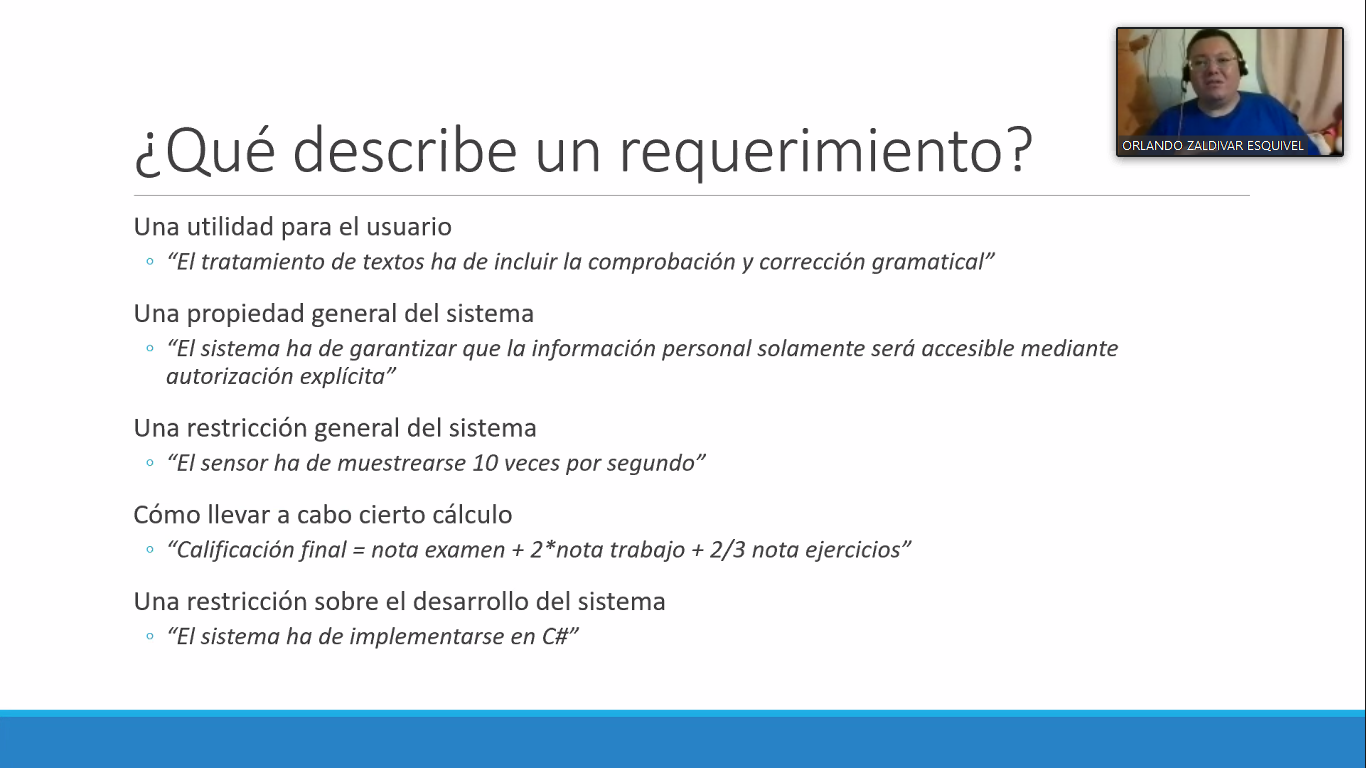 ORLANDO ZALDIVAR ESQUIVEL
¿Qué describe un requerimiento?
Una utilidad para el usuario
“El tratamiento de textos ha de incluir la comprobación y corrección gramatical”
Una propiedad general del sistema
“El sistema ha de garantizar que la información personal solamente será accesible mediante
autorización explícita”
Una restricción general del sistema
“El sensor ha de muestrearse 10 veces por segundo”
Cómo llevar a cabo cierto cálculo
“Calificación final = nota examen + 2*nota trabajo + 2/3 nota ejercicios”
Una restricción sobre el desarrollo del sistema
“El sistema ha de implementarse en C#”